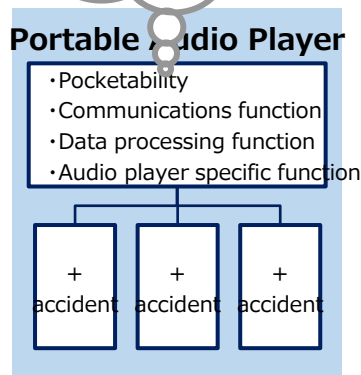 Portable Audio Player
・Pocketability
・Communications function
・Data processing function
・Audio player specific function
+ + +
accident accident accident